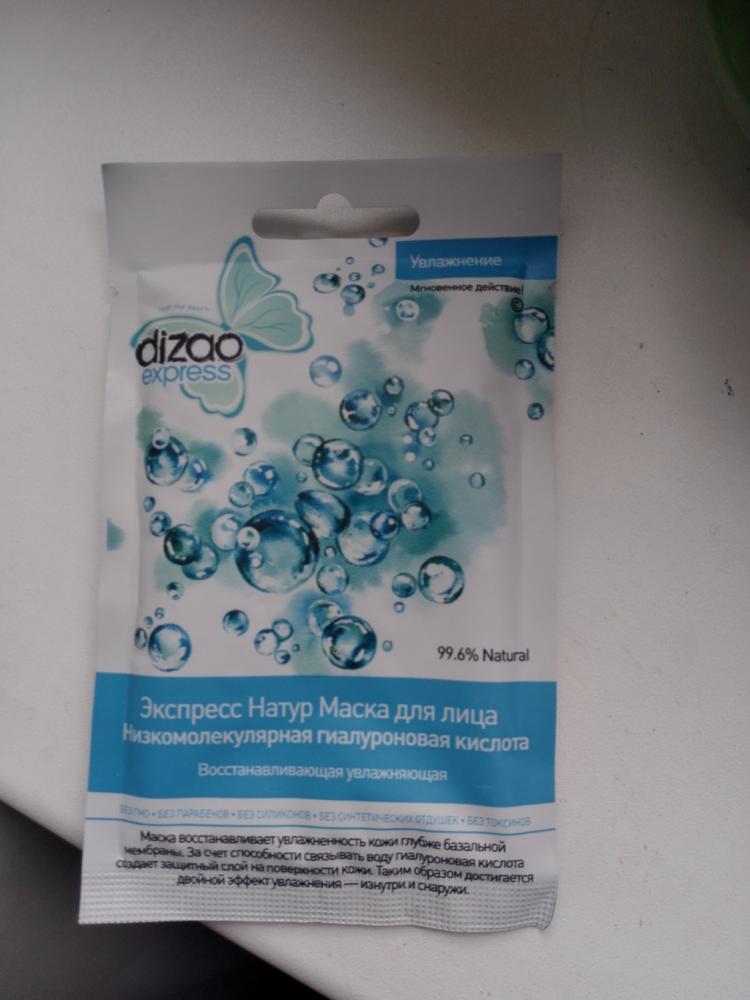 Увлажнение
Мгновенное действие!
©
dizao
express
99.6% Natural
Экспресс Натур Маска для лица
Низкомолекулярная гиалуроновая кислота
Восстанавливающая увлажняющая
БЕЗ ГМО • БЕЗ ПАРАБЕНОВ • БЕЗ СИЛИКОНОВ • БЕЗ СИНТЕТИЧЕСКИХ ОТДУШЕК • БЕЗ ТОКСИНОВ
Маска восстанавливает увлажненность кожи глубже базальной
мембраны. За счет способности связывать воду гиалуроновая кислота
создает защитный слой на поверхности кожи. Таким образом достигается
двойной эффект увлажнения — изнутри и снаружи.